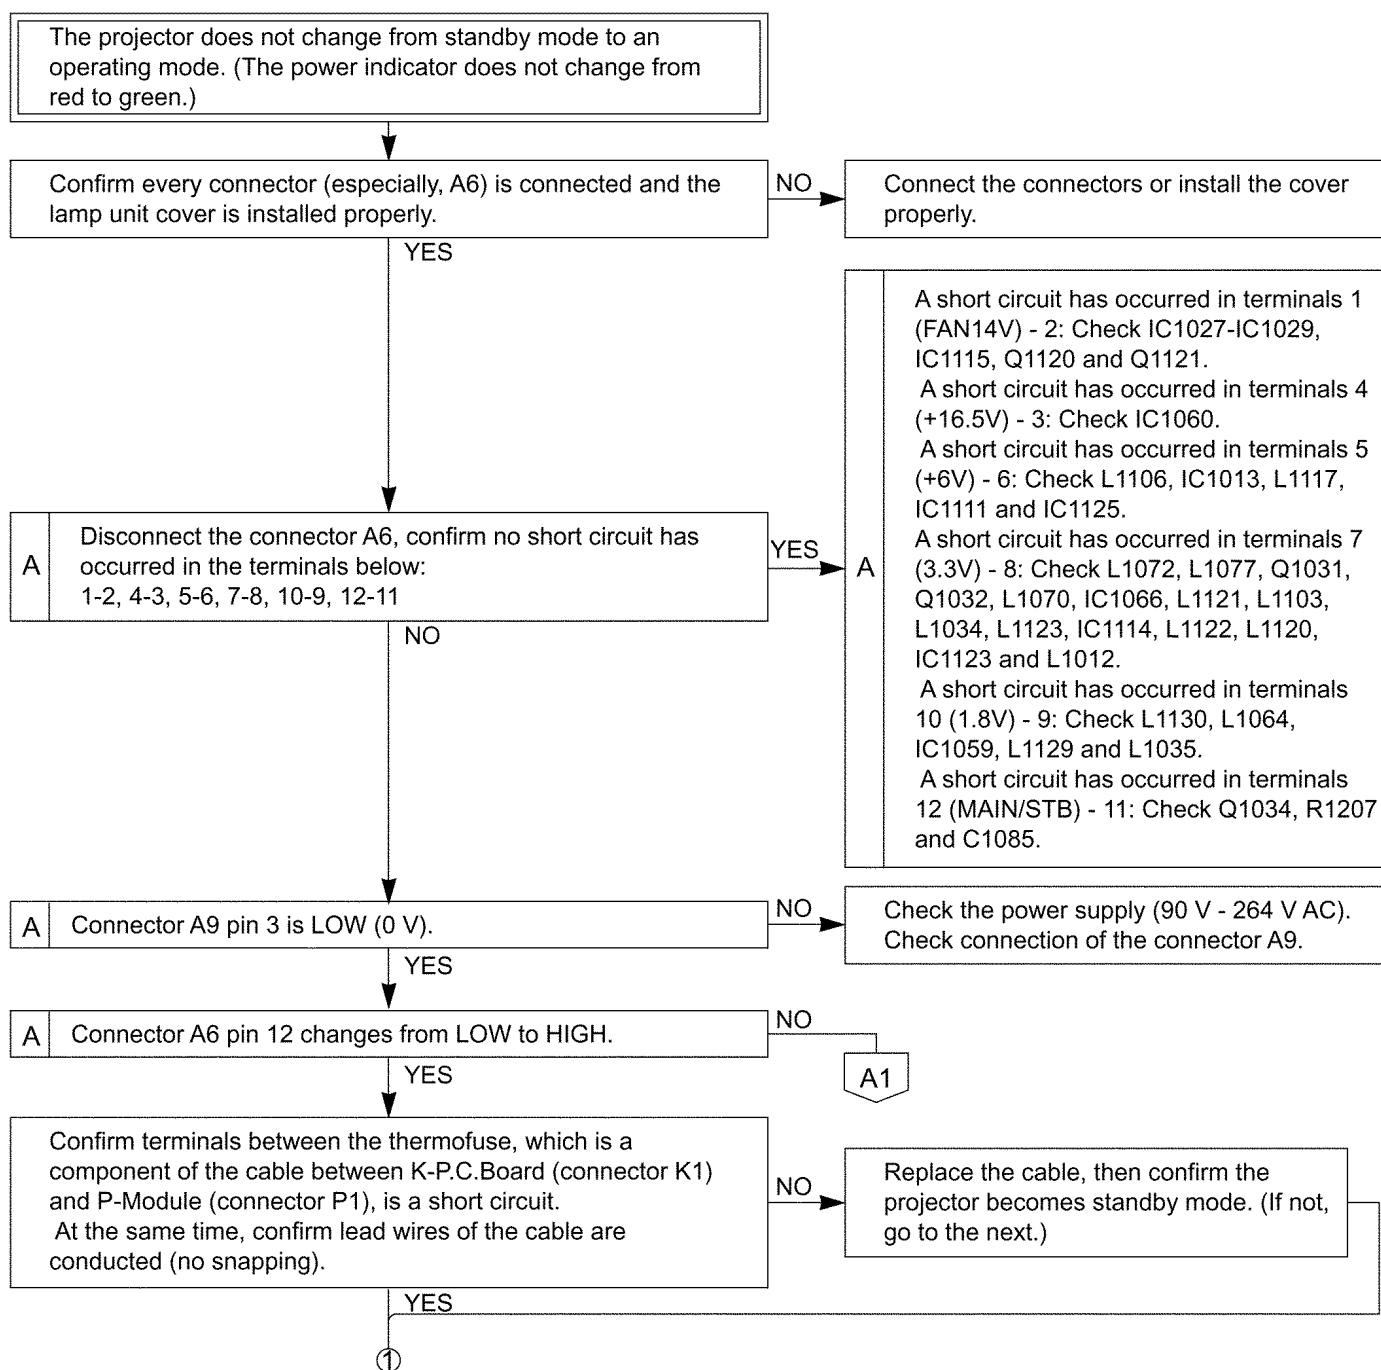 The projector does not change from standby mode to an
operating mode. (The power indicator does not change from
red to green.)
Confirm every connector (especially, A6) is connected and the
lamp unit cover is installed properly.
NO
Connect the connectors or install the cover
properly.
YES
A
Disconnect the connector A6, confirm no short circuit has
occurred in the terminals below:
1-2, 4-3, 5-6, 7-8, 10-9, 12-11
YES
A
A short circuit has occurred in terminals 1
(FAN14V) - 2: Check IC1027-IC1029,
IC1115, Q1120 and Q1121.
A short circuit has occurred in terminals 4
(+16.5V) - 3: Check IC1060.
A short circuit has occurred in terminals 5
(+6V) - 6: Check L1106, IC1013, L1117,
IC1111 and IC1125.
A short circuit has occurred in terminals 7
(3.3V) - 8: Check L1072, L1077, Q1031,
Q1032, L1070, IC1066, L1121, L1103,
L1034, L1123, IC1114, L1122, L1120,
IC1123 and L1012.
A short circuit has occurred in terminals
10 (1.8V) - 9: Check L1130, L1064,
IC1059, L1129 and L1035.
A short circuit has occurred in terminals
12 (MAIN/STB) - 11: Check Q1034, R1207
and C1085.
NO
A
Connector A9 pin 3 is LOW (0 V).
NO
Check the power supply (90 V - 264 V AC).
Check connection of the connector A9.
YES
A
Connector A6 pin 12 changes from LOW to HIGH.
NO
A1
YES
Confirm terminals between the thermofuse, which is a
component of the cable between K-P.C.Board (connector K1)
and P-Module (connector P1), is a short circuit.
At the same time, confirm lead wires of the cable are
conducted (no snapping).
NO
Replace the cable, then confirm the
projector becomes standby mode. (If not,
go to the next.)
YES
①